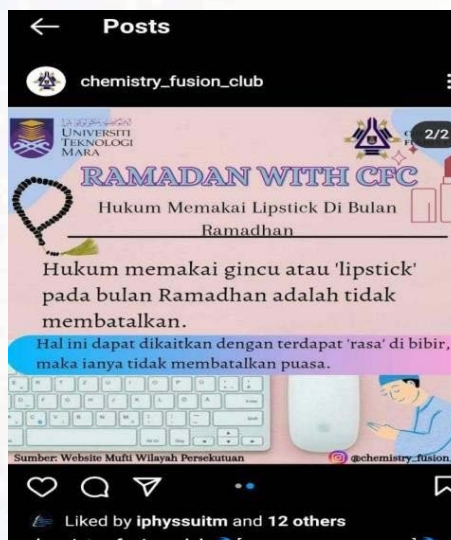 Posts
chemistry_fusion_club
UNIVERSITI
TEKNOLOGI
MARA
2/2
RAMADAN WITH CFC
Hukum Memakai Lipstick Di Bulan
Ramadhan
Hukum memakai gincu atau 'lipstick'
pada bulan Ramadhan adalah tidak
membatalkan.
Hal ini dapat dikaitkan dengan terdapat 'rasa' di bibir,
maka ianya tidak membatalkan puasa.
Sumber: Website Mufti Wilayah Persekutuan
@chemistry_fusion
Liked by iphyssuitm and 12 others